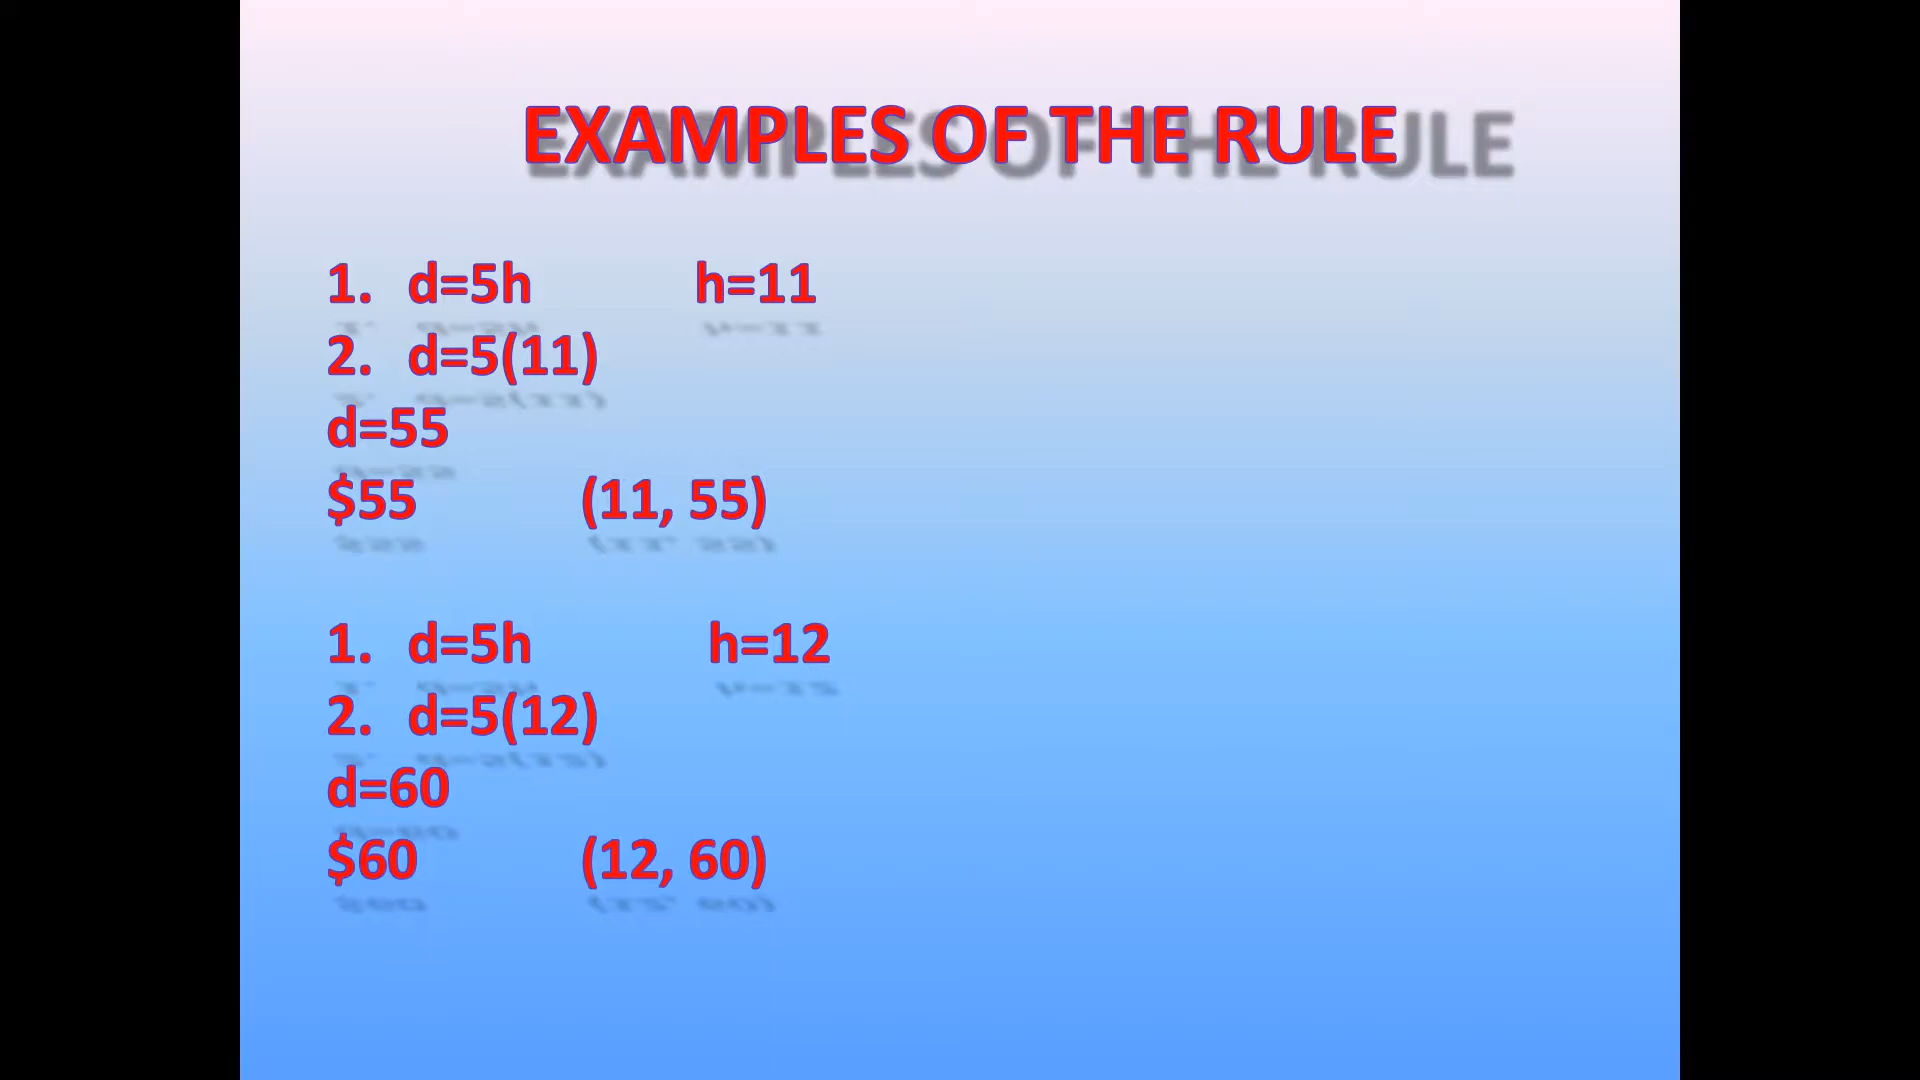 EXAMPLES OF THE RULE
1. d=5h h=11
2. d=5(11)
d=55
$55 (11, 55)
1. d=5h h=12
2. d=5(12)
d=60
$60 (12, 60)